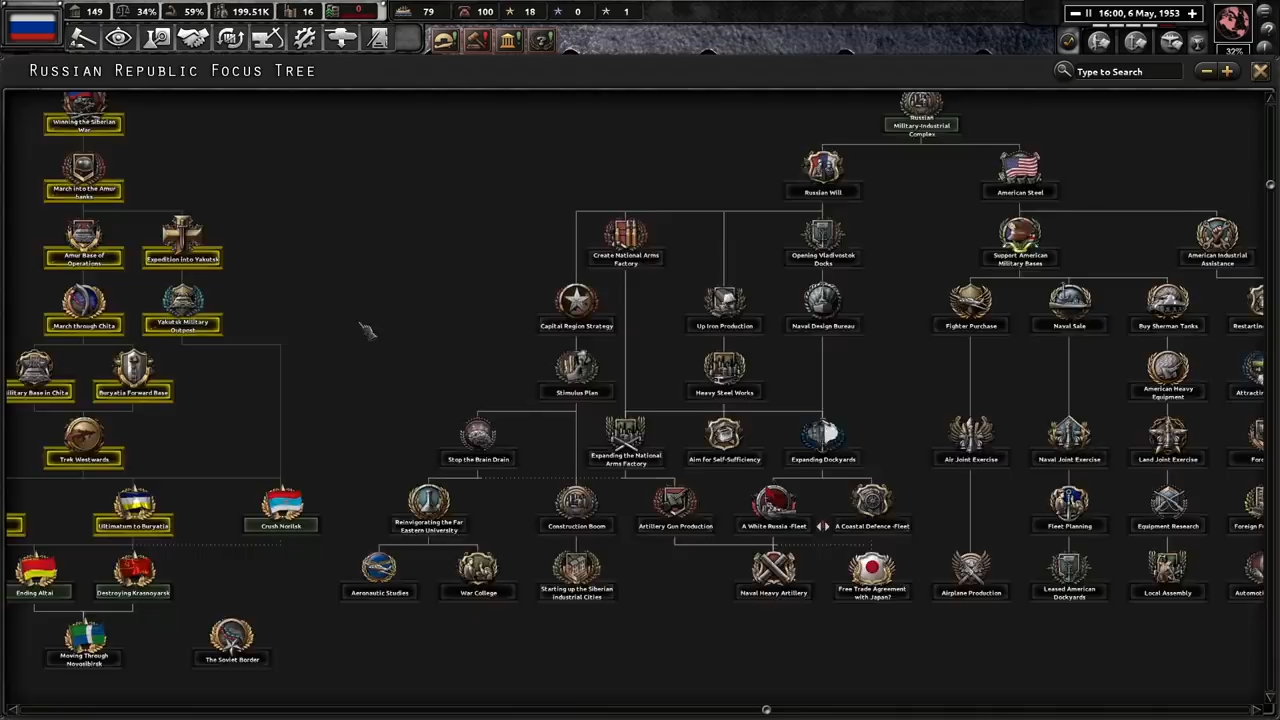 149
34%
59%
199.51K
16
0
79
100
18
0
1
16:00, 6 May, 1953
32%
Russian Republic Focus Tree
Type to Search
Winning the Siberian
War
Russian
Military-Industrial
Complex
March into the Amur
banks
Russian Will
American Steel
Amur Base of
Operations
Expedition into Yakutsk
Create National Arms
Factory
Opening Vladivostok
Docks
Support American
Military Bases
American Industrial
Assistance
March through Chita
Yakutsk Military
Outpost
Capital Region Strategy
Up Iron Production
Naval Design Bureau
Fighter Purchase
Naval Sale
Buy Sherman Tanks
Restartin
ilitary Base in Chita
Buryatia Forward Base
Stimulus Plan
Heavy Steel Works
American Heavy
Equipment
Attractin
Trek Westwards
Stop the Brain Drain
Expanding the National
Arms Factory
Aim for Self-Sufficiency
Expanding Dockyards
Air Joint Exercise
Naval Joint Exercise
Land Joint Exercise
Ford
Ultimatum to Buryatia
Crush Norilsk
Reinvigorating the Far
Eastern University
Construction Boom
Artillery Gun Production
A White Russia -Fleet
A Coastal Defence -Fleet
Fleet Planning
Equipment Research
Foreign F
Ending Altai
Destroying Krasnoyarsk
Aeronautic Studies
War College
Starting up the Siberian
Industrial Cities
Naval Heavy Artillery
Free Trade Agreement
with Japan?
Airplane Production
Leased American
Dockyards
Local Assembly
Automoti
Moving Through
Novosibirsk
The Soviet Border